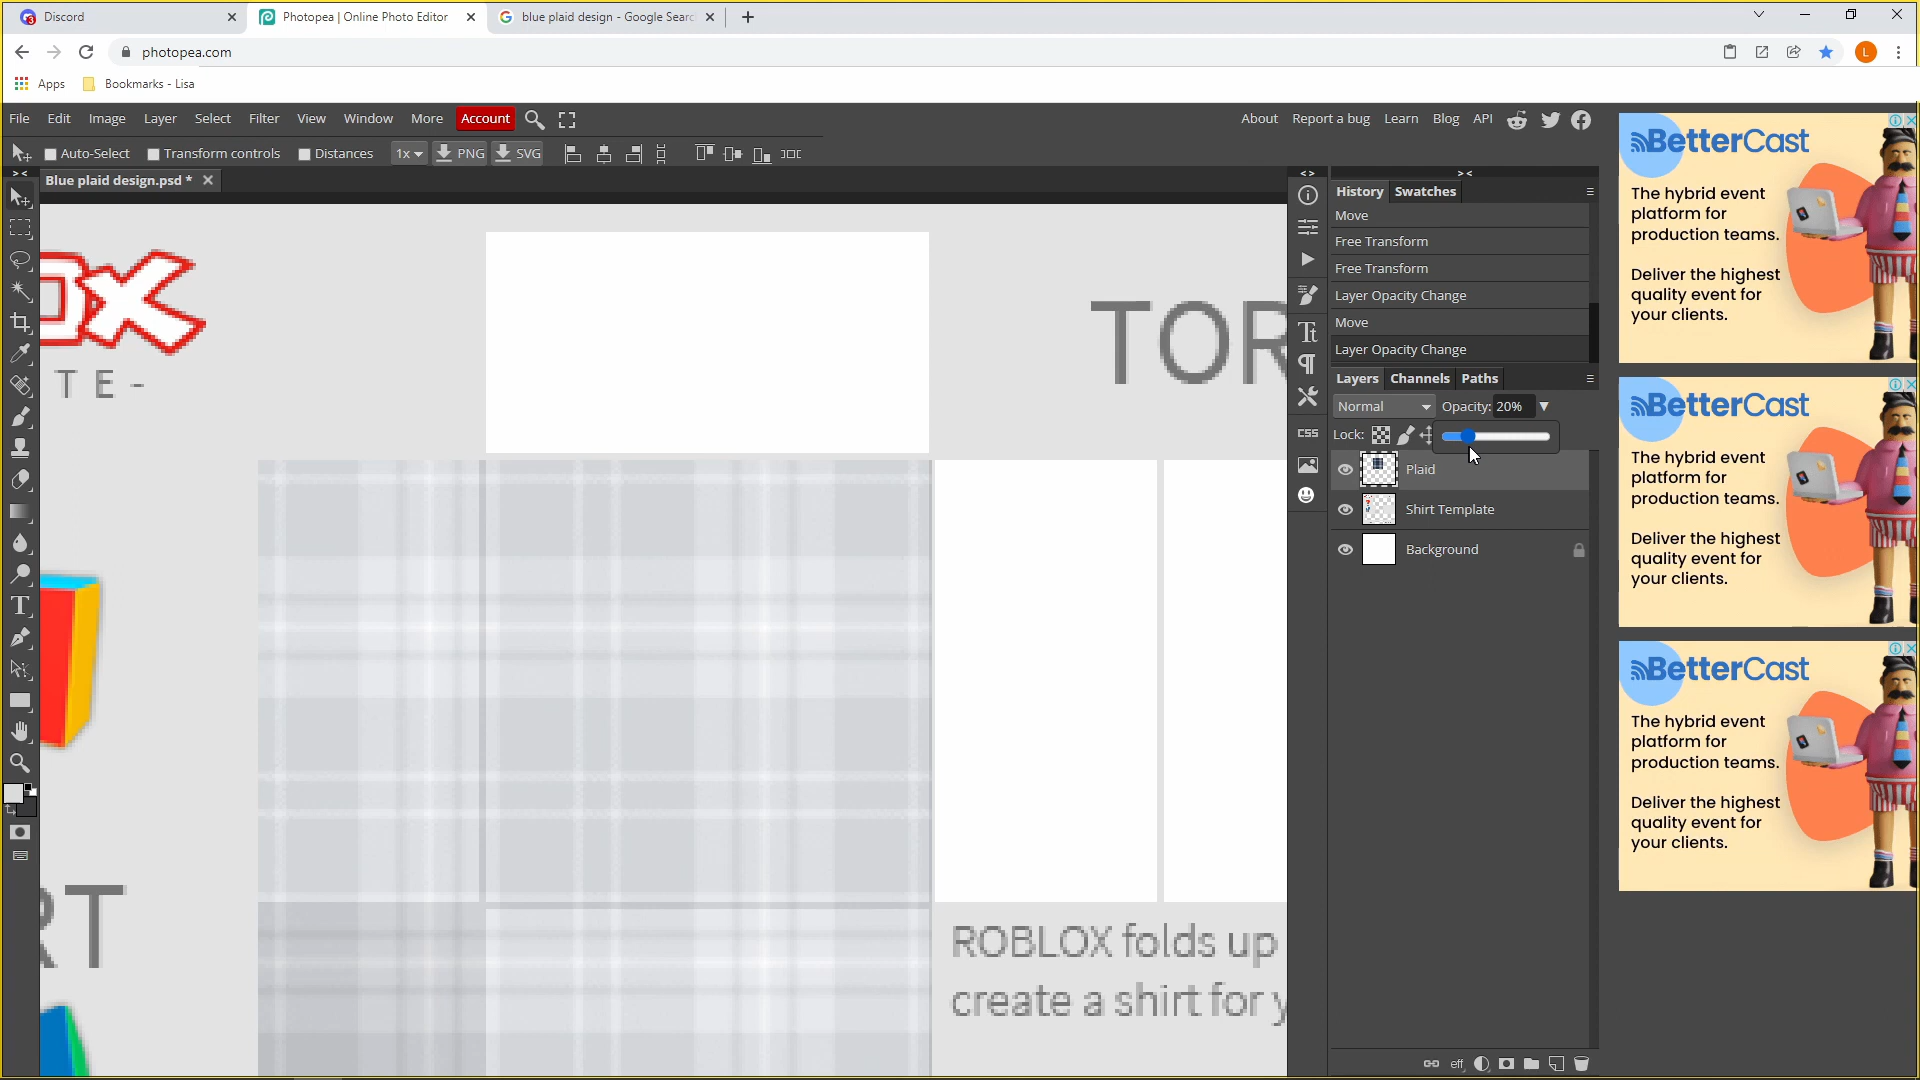 Discord
Photopea | Online Photo Editor
blue plaid design - Google Searc
photopea.com
L
Apps
Bookmarks - Lisa
File Edit Image Layer Select Filter View Window More Account
About Report a bug Learn Blog API
Auto-Select Transform controls Distances 1x PNG SVG
Blue plaid design.psd *
History Swatches
Move
Free Transform
Free Transform
Layer Opacity Change
Move
Layer Opacity Change
Layers Channels Paths
Normal Opacity: 20%
Lock:
Plaid
Shirt Template
Background
CSS
eff
OX
TE-
TOR
RT
ROBLOX folds up
create a shirt for y
BetterCast
The hybrid event
platform for
production teams.
Deliver the highest
quality event for
your clients.
BetterCast
The hybrid event
platform for
production teams.
Deliver the highest
quality event for
your clients.
BetterCast
The hybrid event
platform for
production teams.
Deliver the highest
quality event for
your clients.